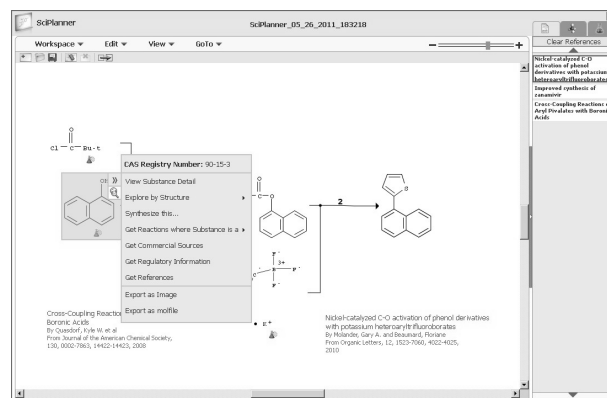 SciPlanner
SciPlanner_05_26_2011_183218
Workspace Edit View GoTo
Clear References
Nickel-catalyzed C-O
activation of phenol
derivatives with potassium
heteroaryltrifluoroborates
Improved synthesis of
zanamivir
Cross-Coupling Reactions
Aryl Pivalates with Boroni
Acids
O
Cl C Bu-t
OH
CAS Registry Number: 90-15-3
View Substance Detail
Explore by Structure
Synthesize this...
Get Reactions where Substance is a
Get Commercial Sources
Get Regulatory Information
Get References
Export as Image
Export as molfile
O
C O
2
S
F-
3+
B F-
F-
K+
Cross-Coupling Reaction
Boronic Acids
By Quasdorf, Kyle W. et al
From Journal of the American Chemical Society,
130, 0002-7863, 14422-14423, 2008
Nickel-catalyzed C-O activation of phenol derivatives
with potassium heteroaryltrifluoroborates
By Molander, Gary A. and Beaumard, Floriane
From Organic Letters, 12, 1523-7060, 4022-4025,
2010